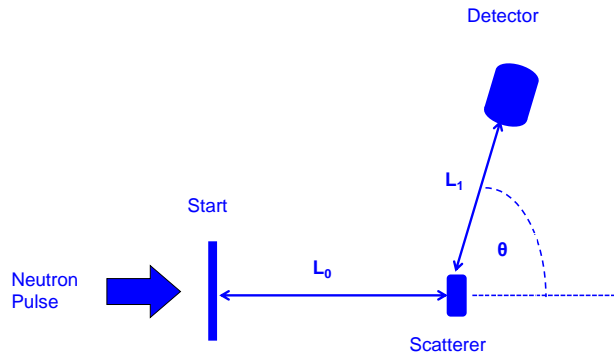 Detector
L₁
Start
θ
L₀
Neutron
Pulse
Scatterer